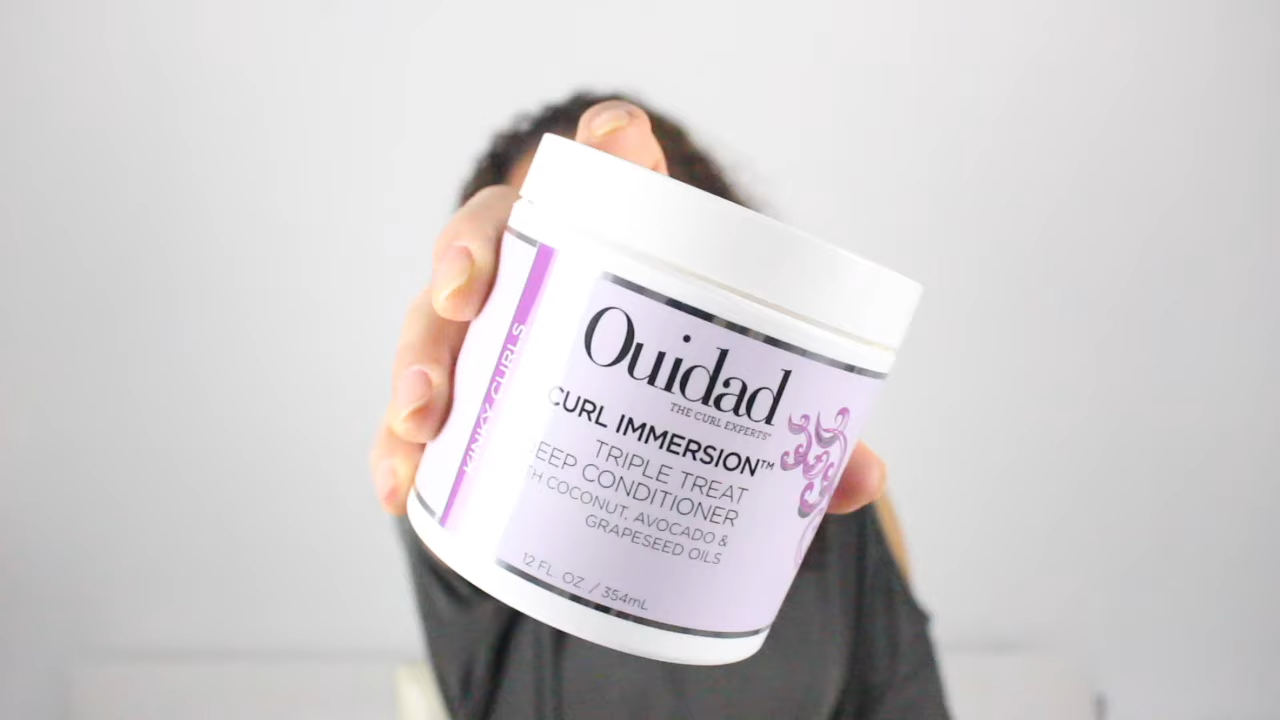 Ouidad
THE CURL EXPERTS™
CURL IMMERSION™
TRIPLE TREAT
EEP CONDITIONER
TH COCONUT, AVOCADO &
GRAPESEED OILS
12 FL. OZ. / 354mL
KINKY CURLS